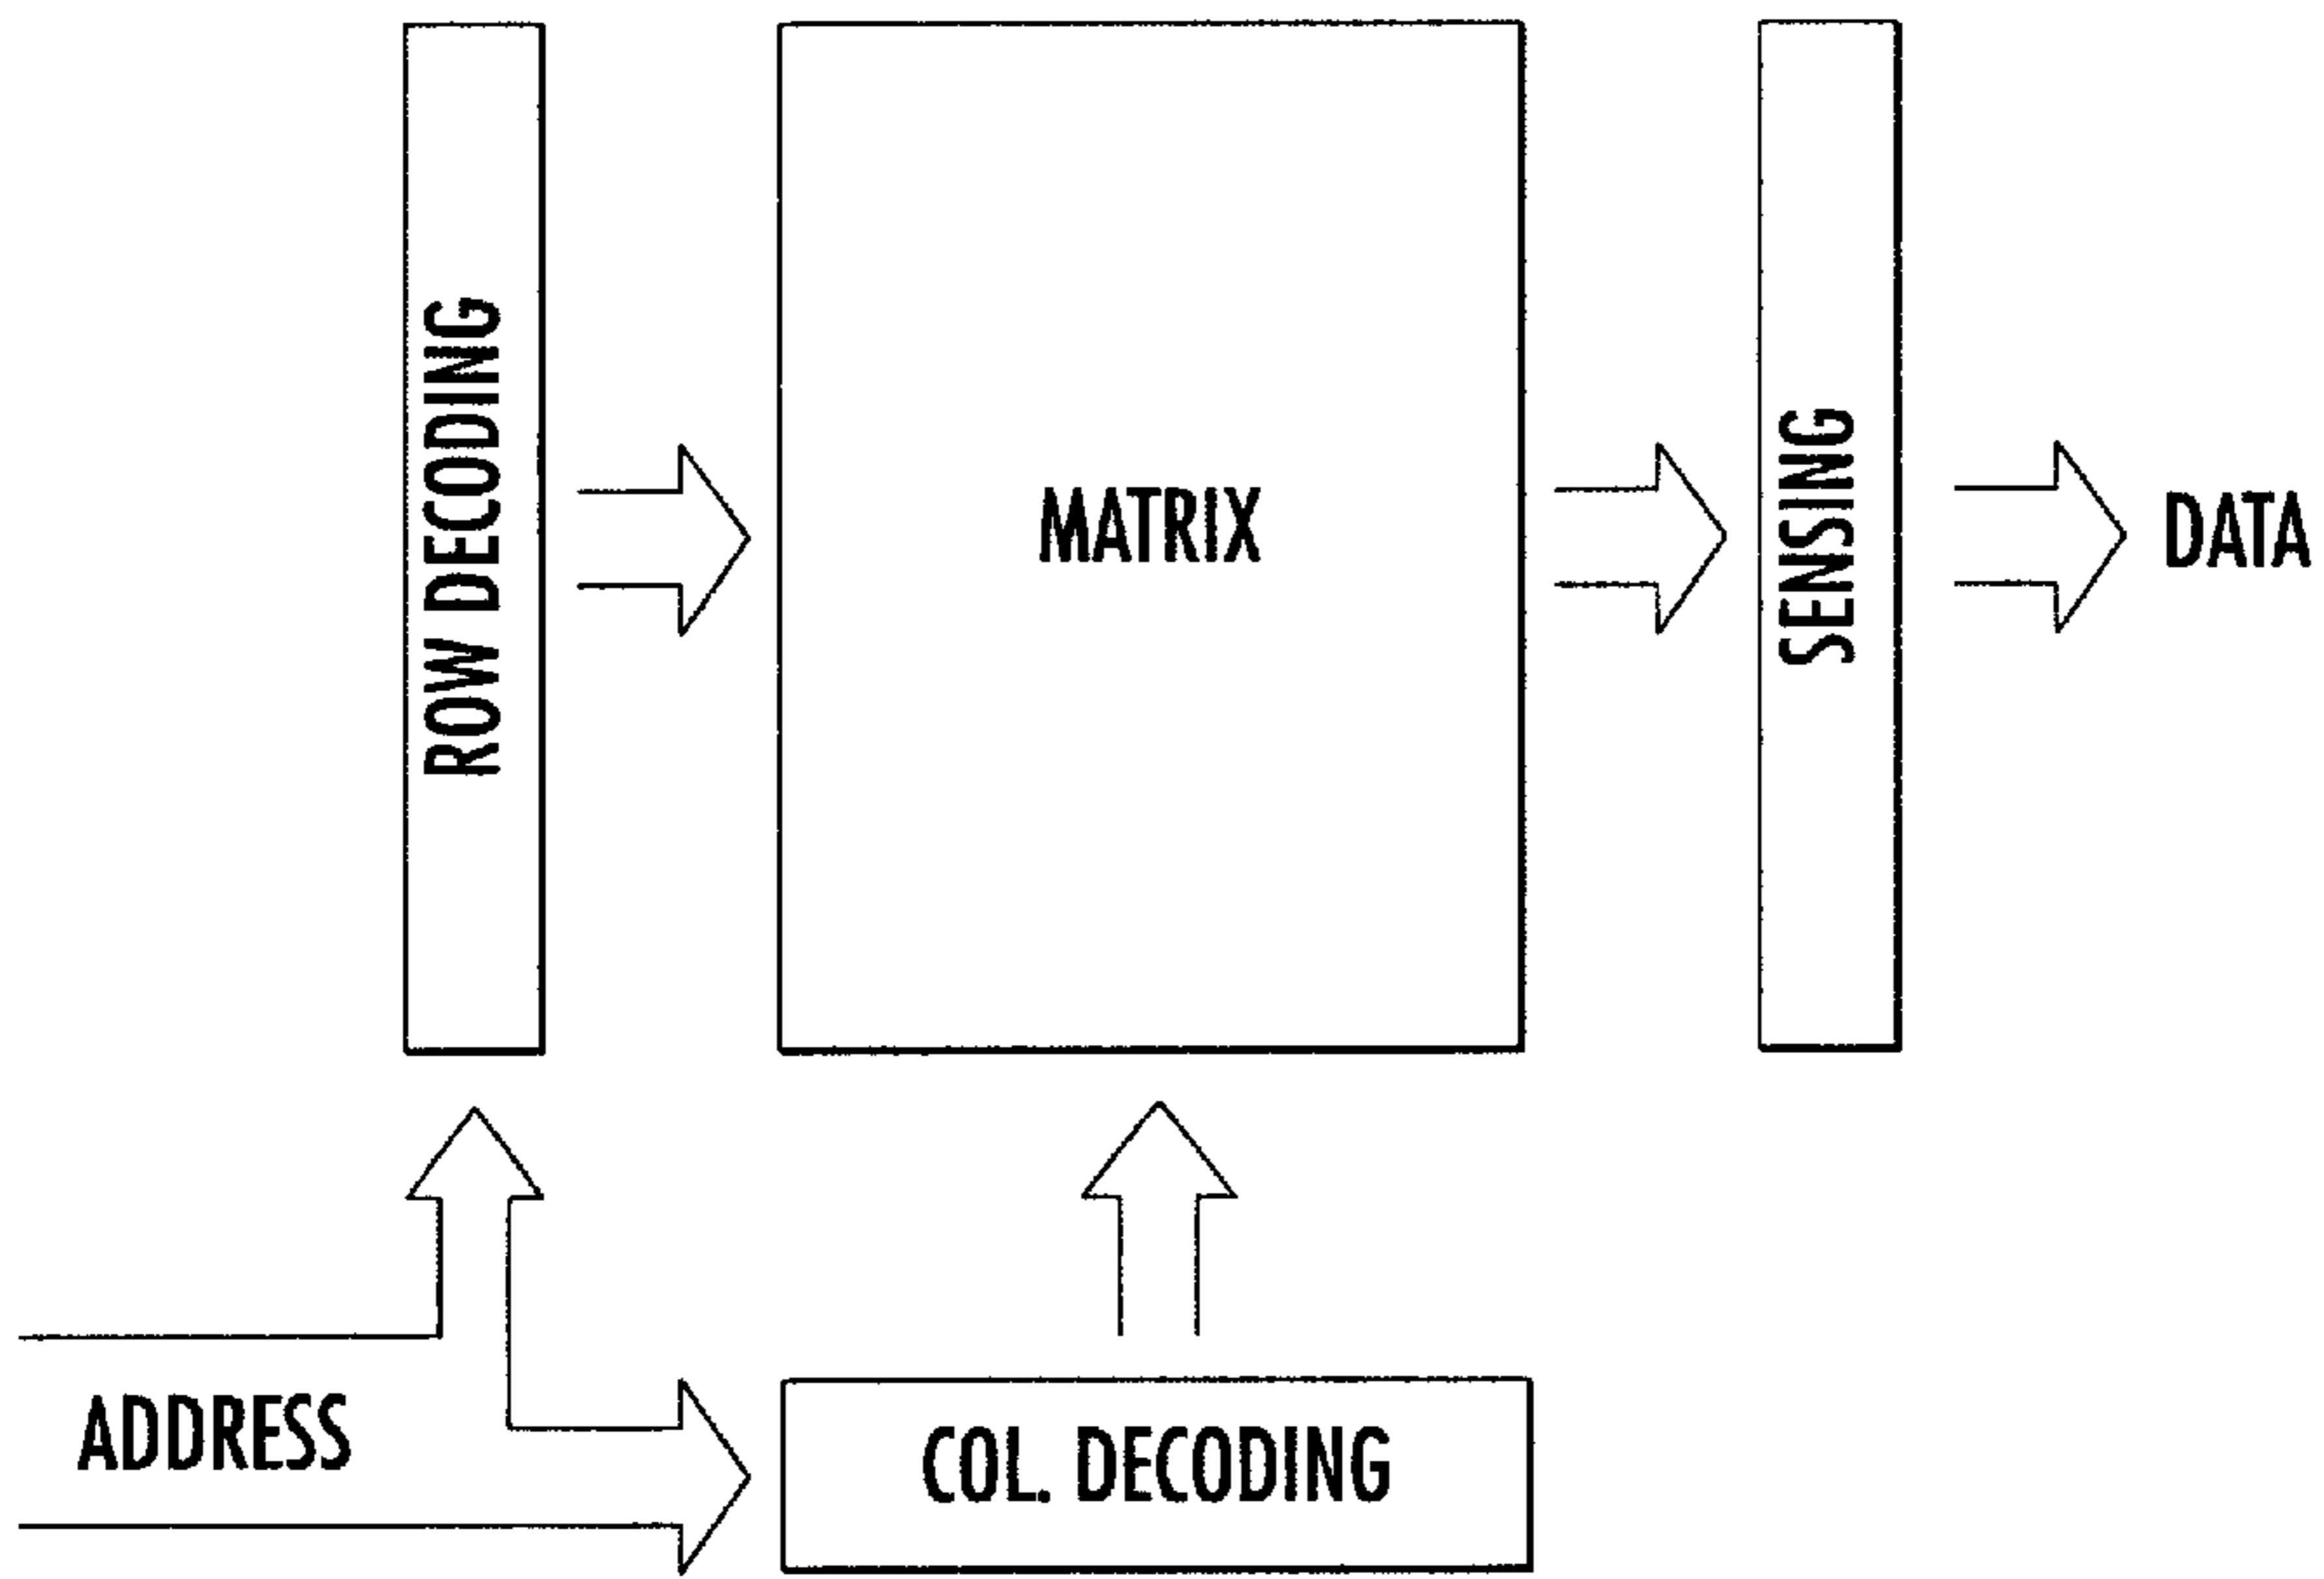 ROW DECODING
MATRIX
SENSING
DATA
ADDRESS
COL. DECODING